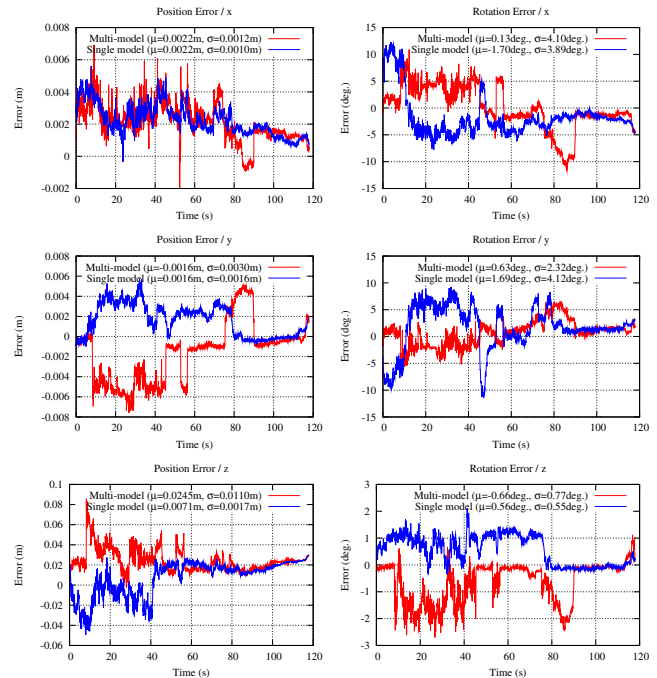 Position Error / x
0.008
0.006
0.004
0.002
0
-0.002
Error (m)
Multi-model (μ=0.0022m, σ=0.0012m)
Single model (μ=0.0022m, σ=0.0010m)
0 20 40 60 80 100 120
Time (s)
Rotation Error / x
15
10
5
0
-5
-10
-15
Error (deg.)
Multi-model (μ=0.13deg., σ=4.10deg.)
Single model (μ=-1.70deg., σ=3.89deg.)
0 20 40 60 80 100 120
Time (s)
Position Error / y
0.008
0.006
0.004
0.002
0
-0.002
-0.004
-0.006
-0.008
Error (m)
Multi-model (μ=-0.0016m, σ=0.0030m)
Single model (μ=0.0016m, σ=0.0016m)
0 20 40 60 80 100 120
Time (s)
Rotation Error / y
15
10
5
0
-5
-10
-15
Error (deg.)
Multi-model (μ=0.63deg., σ=2.32deg.)
Single model (μ=1.69deg., σ=4.12deg.)
0 20 40 60 80 100 120
Time (s)
Position Error / z
0.1
0.08
0.06
0.04
0.02
0
-0.02
-0.04
-0.06
Error (m)
Multi-model (μ=0.0245m, σ=0.0110m)
Single model (μ=0.0071m, σ=0.0017m)
0 20 40 60 80 100 120
Time (s)
Rotation Error / z
3
2
1
0
-1
-2
-3
Error (deg.)
Multi-model (μ=-0.66deg., σ=0.77deg.)
Single model (μ=0.56deg., σ=0.55deg.)
0 20 40 60 80 100 120
Time (s)